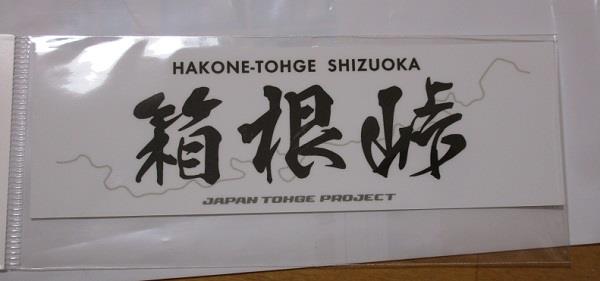 HAKONE-TOHGE SHIZUOKA
箱根峠
JAPAN TOHGE PROJECT